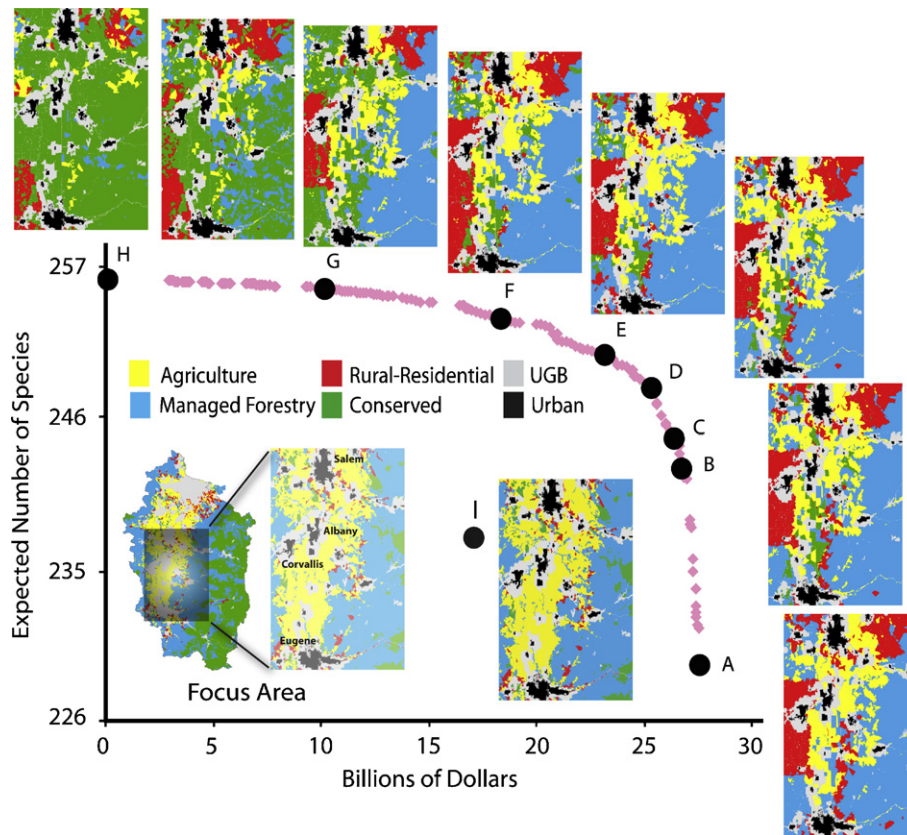 H
257
G
F
E
Agriculture
Rural-Residential
UGB
Managed Forestry
Conserved
Urban
D
246
C
B
Expected Number of Species
Salem
Albany
Corvallis
Eugene
I
235
A
Focus Area
226
0
5
10
15
20
25
30
Billions of Dollars